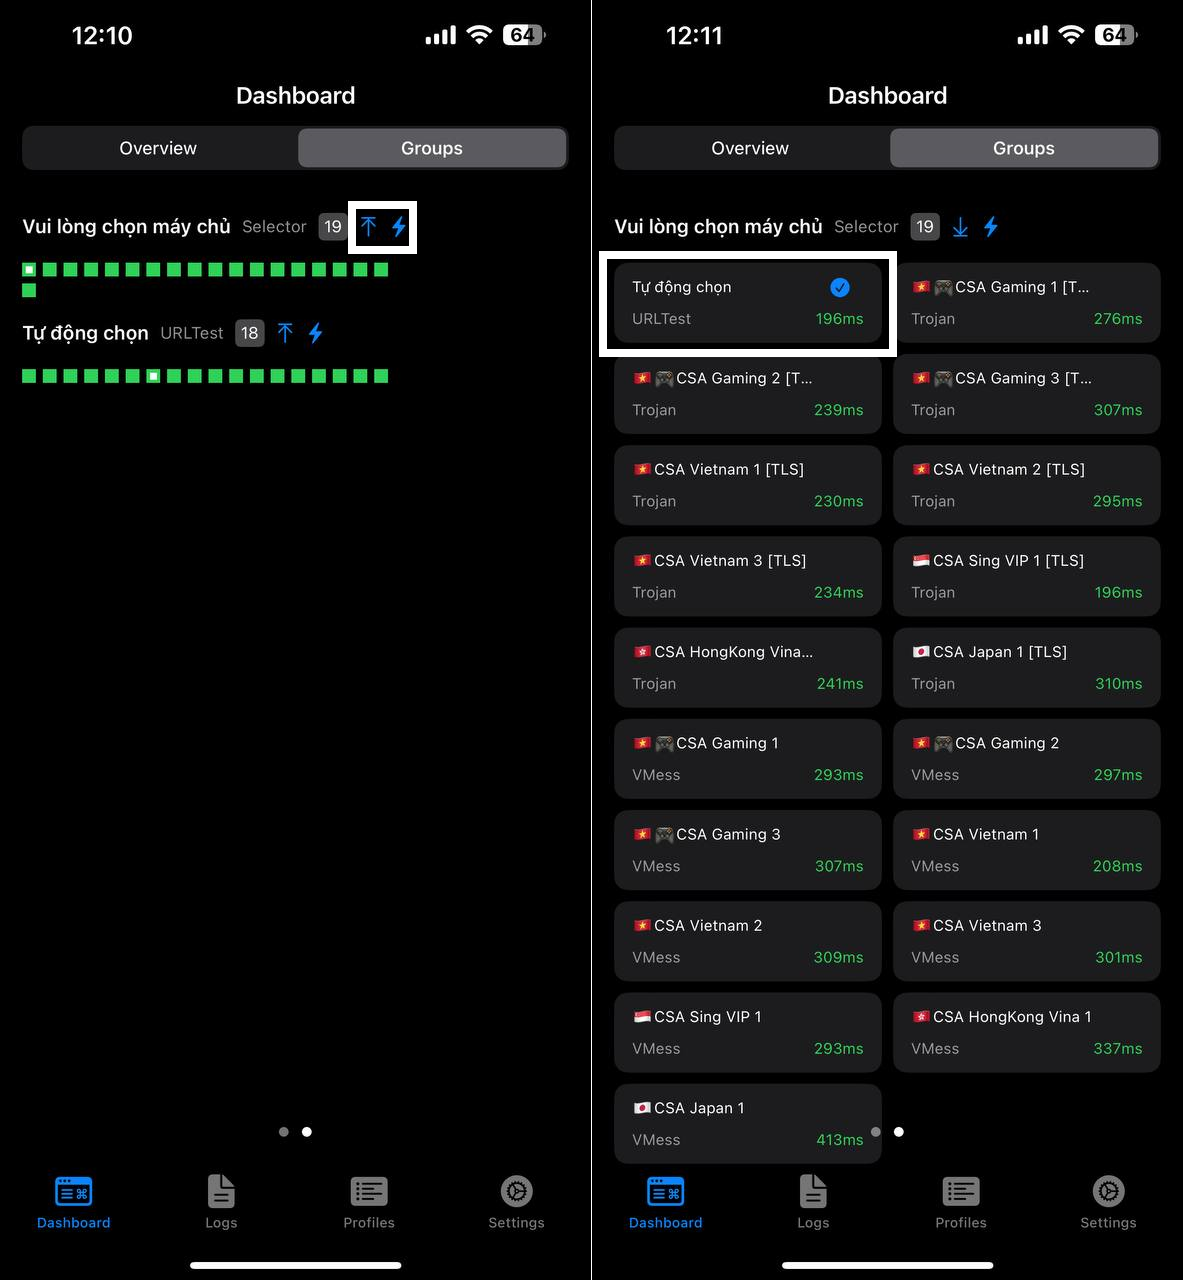 12:10
64
Dashboard
Overview
Groups
Vui lòng chọn máy chủ Selector 19
Tự động chọn URLTest 18
Dashboard
Logs
Profiles
Settings
12:11
64
Dashboard
Overview
Groups
Vui lòng chọn máy chủ Selector 19
Tự động chọn
URLTest 196ms
CSA Gaming 1 [T...
Trojan 276ms
CSA Gaming 2 [T...
Trojan 239ms
CSA Gaming 3 [T...
Trojan 307ms
CSA Vietnam 1 [TLS]
Trojan 230ms
CSA Vietnam 2 [TLS]
Trojan 295ms
CSA Vietnam 3 [TLS]
Trojan 234ms
CSA Sing VIP 1 [TLS]
Trojan 196ms
CSA HongKong Vina...
Trojan 241ms
CSA Japan 1 [TLS]
Trojan 310ms
CSA Gaming 1
VMess 293ms
CSA Gaming 2
VMess 297ms
CSA Gaming 3
VMess 307ms
CSA Vietnam 1
VMess 208ms
CSA Vietnam 2
VMess 309ms
CSA Vietnam 3
VMess 301ms
CSA Sing VIP 1
VMess 293ms
CSA HongKong Vina 1
VMess 337ms
CSA Japan 1
VMess 413ms
Dashboard
Logs
Profiles
Settings